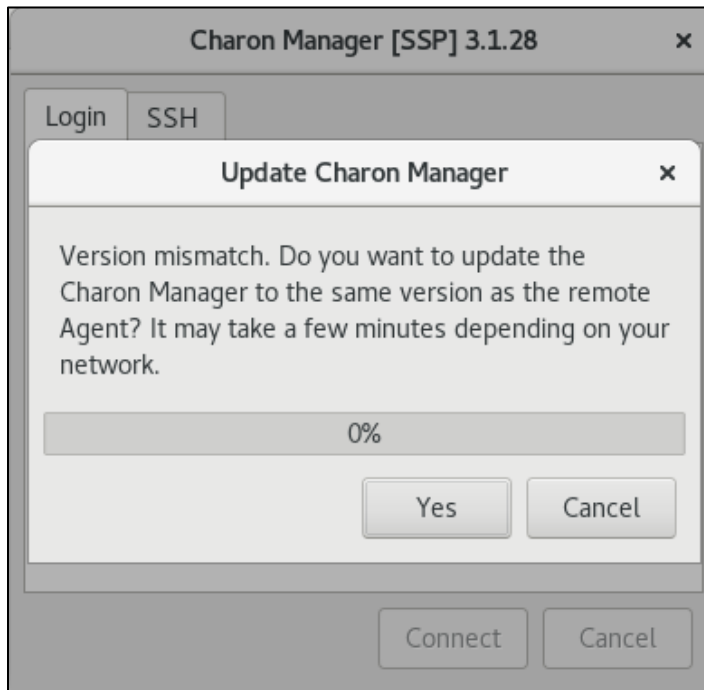 Charon Manager [SSP] 3.1.28
Login
SSH
Update Charon Manager
Version mismatch. Do you want to update the
Charon Manager to the same version as the remote
Agent? It may take a few minutes depending on your
network.
0%
Yes
Cancel
Connect
Cancel